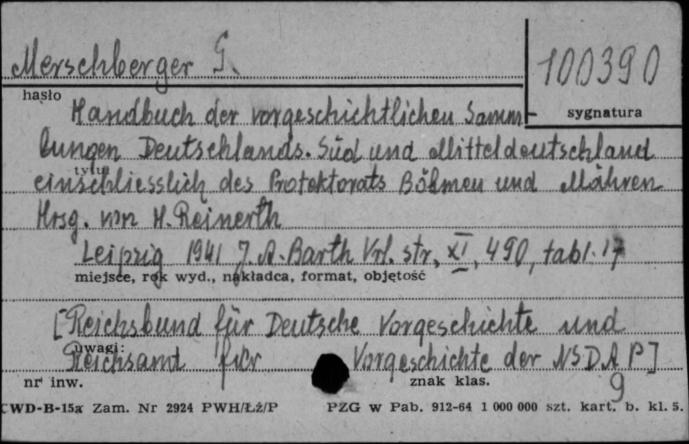 Merschberger G.
100390
hasło
sygnatura
Handbuch der vorgeschichtlichen Samm-
lungen Deutschlands. Süd und Mitteldeutschland
tytuł
einschliesslich des Protektorats Böhmen und Mähren
Hrsg. von H. Reinerth
Leipzig 1941 J. A. Barth Vrl. str. XI, 490, tabl. 17
miejsce, rok wyd., nakładca, format, objętość
[Reichsbund für Deutsche Vorgeschichte und
uwagi:
Reichsamt für Vorgeschichte der NSDAP]
nr inw.
znak klas.
9
CWD-B-15a Zam. Nr 2924 PWH/Łż/P PZG w Pab. 912-64 1 000 000 szt. kart. b. kl. 5.